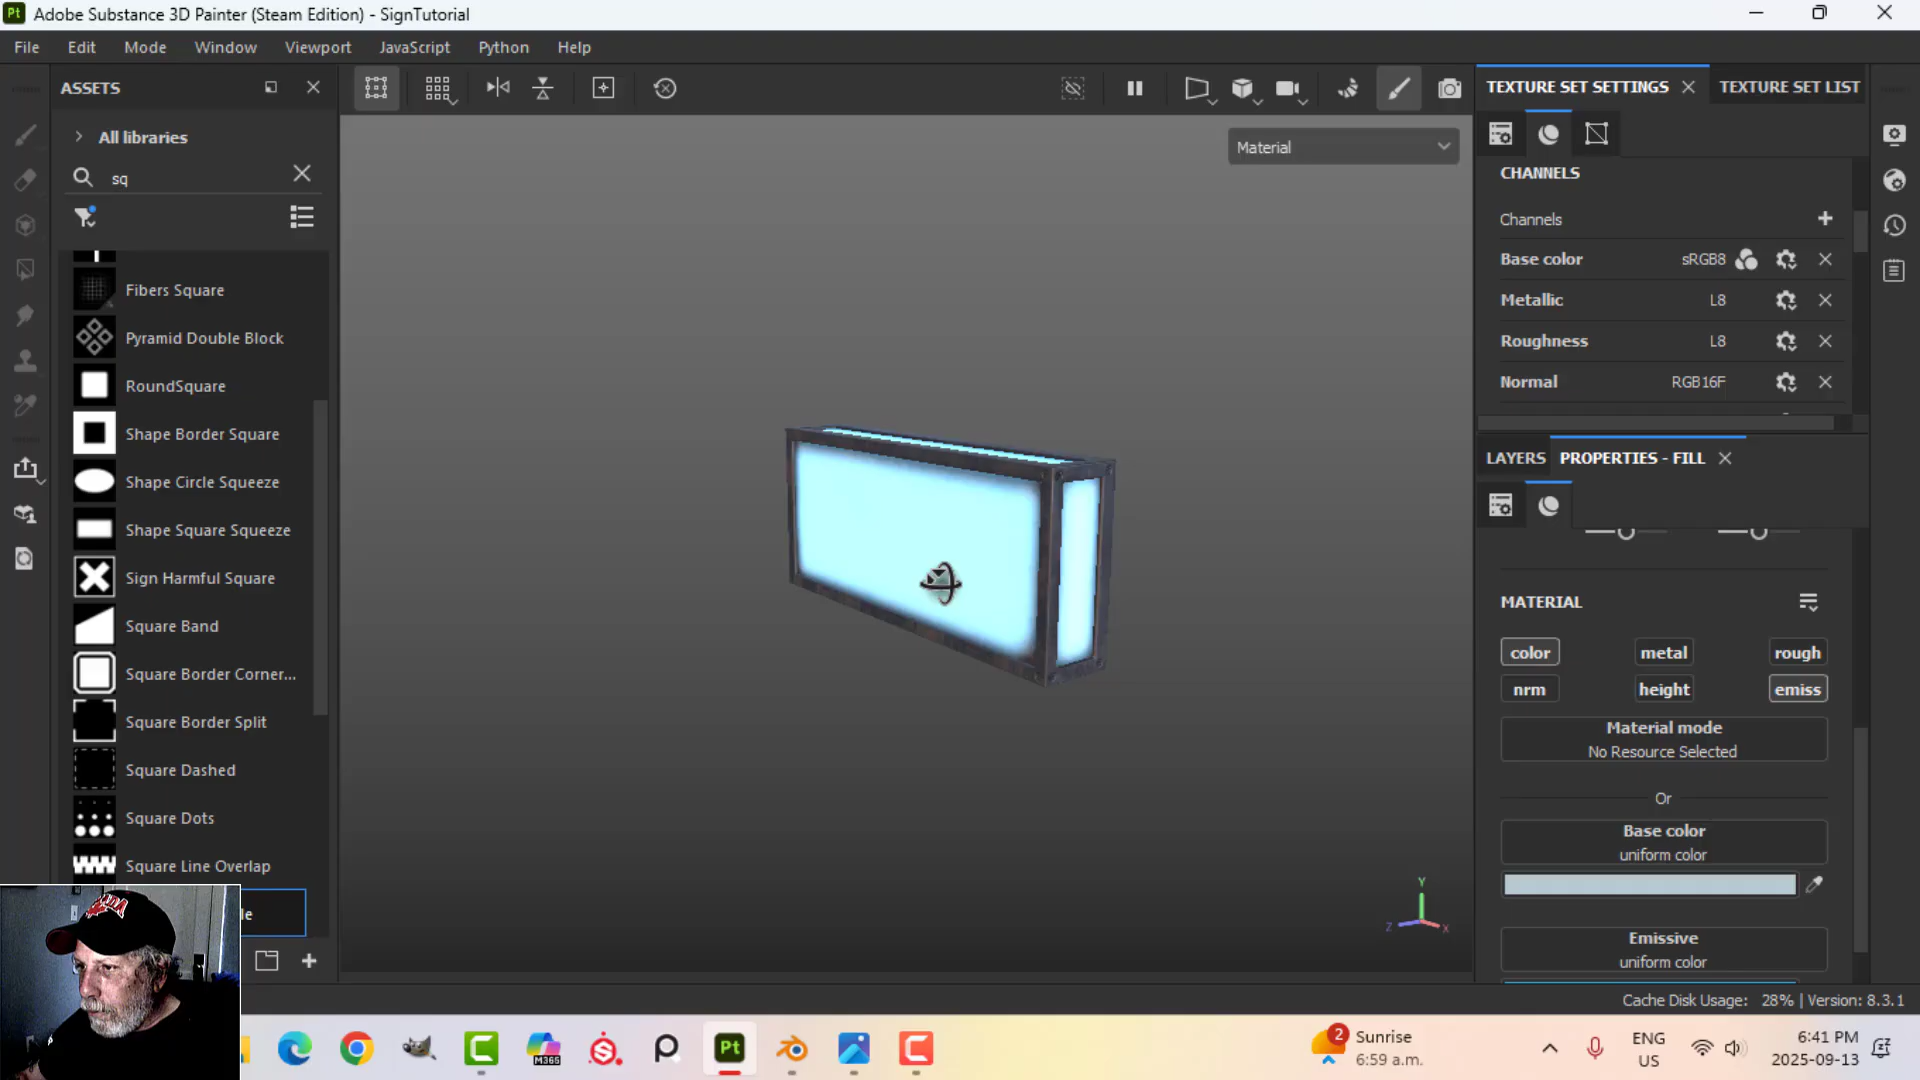 Pt Adobe Substance 3D Painter (Steam Edition) - SignTutorial
File Edit Mode Window Viewport JavaScript Python Help
ASSETS
All libraries
sq
Fibers Square
Pyramid Double Block
RoundSquare
Shape Border Square
Shape Circle Squeeze
Shape Square Squeeze
Sign Harmful Square
Square Band
Square Border Corner...
Square Border Split
Square Dashed
Square Dots
Square Line Overlap
le
Material
Y
Z X
TEXTURE SET SETTINGS TEXTURE SET LIST
CHANNELS
Channels
Base color sRGB8
Metallic L8
Roughness L8
Normal RGB16F
LAYERS PROPERTIES - FILL
MATERIAL
color metal rough
nrm height emiss
Material mode
No Resource Selected
Or
Base color
uniform color
Emissive
uniform color
Cache Disk Usage: 28% | Version: 8.3.1
M365
Pt
2
Sunrise
6:59 a.m.
ENG
US
6:41 PM
2025-09-13